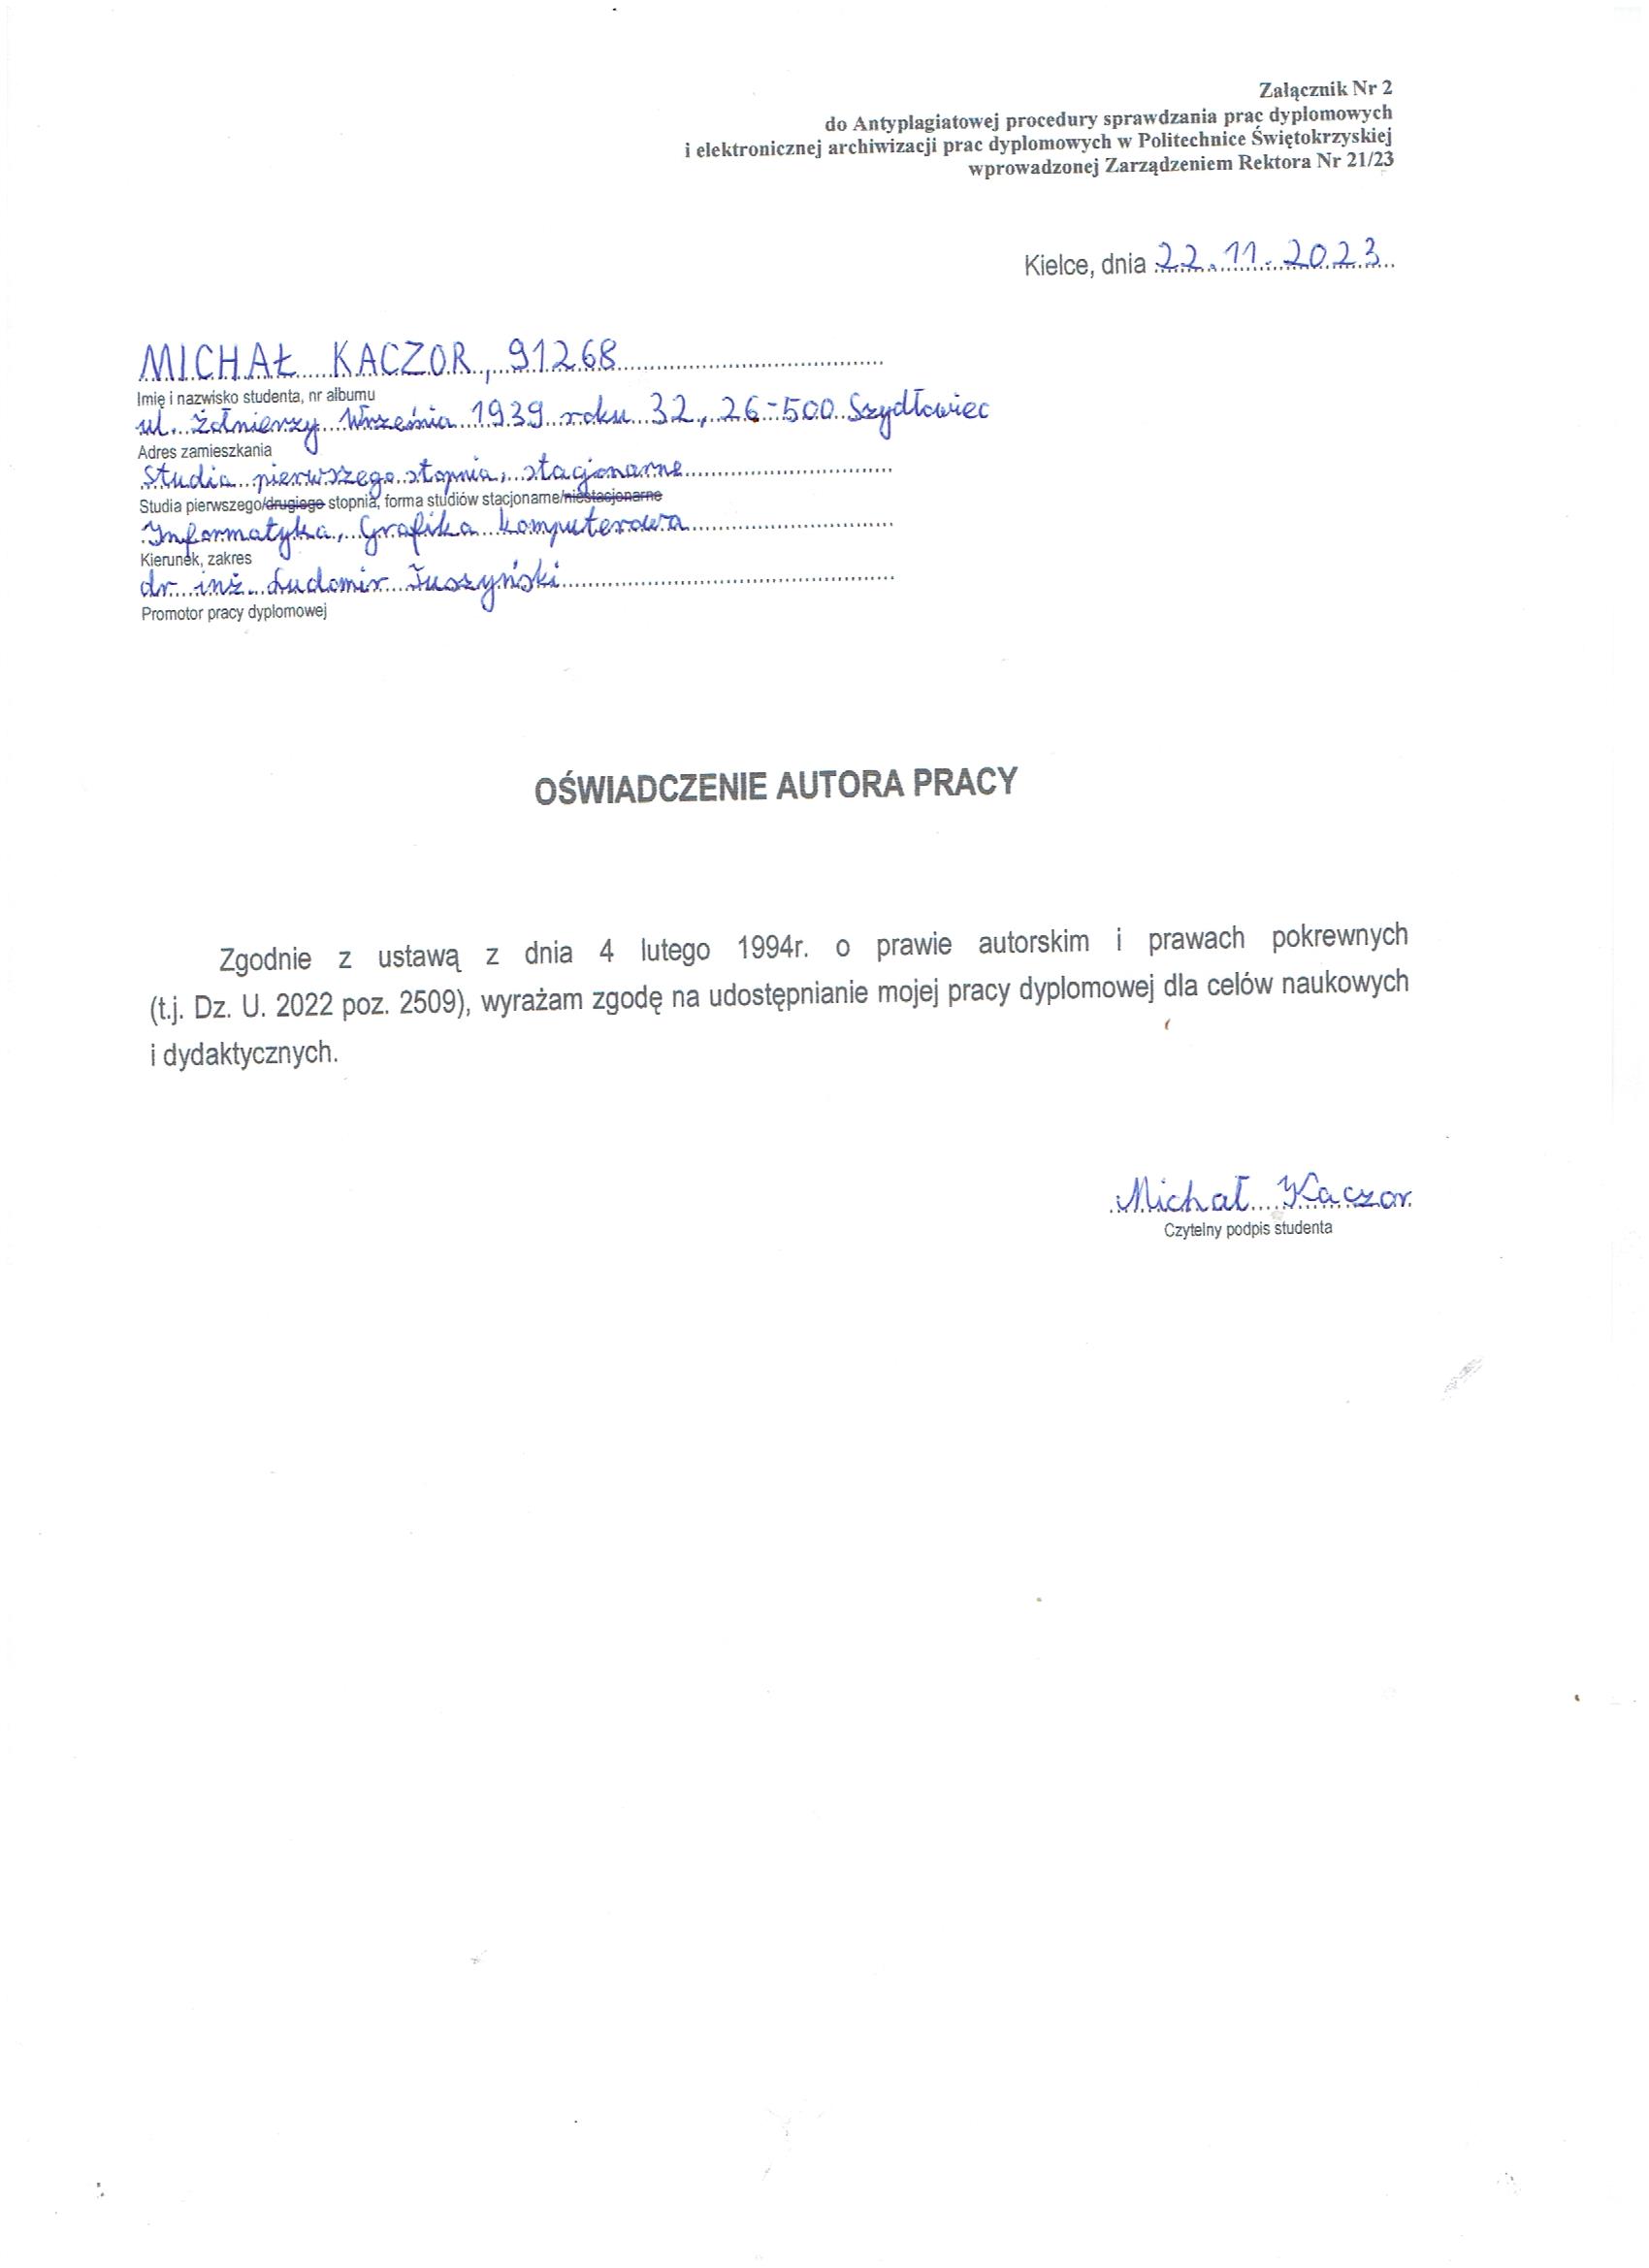 Załącznik Nr 2
do Antyplagiatowej procedury sprawdzania prac dyplomowych
i elektronicznej archiwizacji prac dyplomowych w Politechnice Świętokrzyskiej
wprowadzonej Zarządzeniem Rektora Nr 21/23
Kielce, dnia 22.11.2023
MICHAŁ KACZOR, 91268
Imię i nazwisko studenta, nr albumu
ul. Żołnierzy Września 1939 roku 32, 26-500 Szydłowiec
Adres zamieszkania
Studia pierwszego stopnia, stacjonarne
Studia pierwszego/drugiego stopnia, forma studiów stacjonarne/niestacjonarne
Informatyka, Grafika komputerowa
Kierunek, zakres
dr inż. Ludomir Tuszyński
Promotor pracy dyplomowej
OŚWIADCZENIE AUTORA PRACY
Zgodnie z ustawą z dnia 4 lutego 1994r. o prawie autorskim i prawach pokrewnych
(t.j. Dz. U. 2022 poz. 2509), wyrażam zgodę na udostępnianie mojej pracy dyplomowej dla celów naukowych
i dydaktycznych.
Michał Kaczor
Czytelny podpis studenta